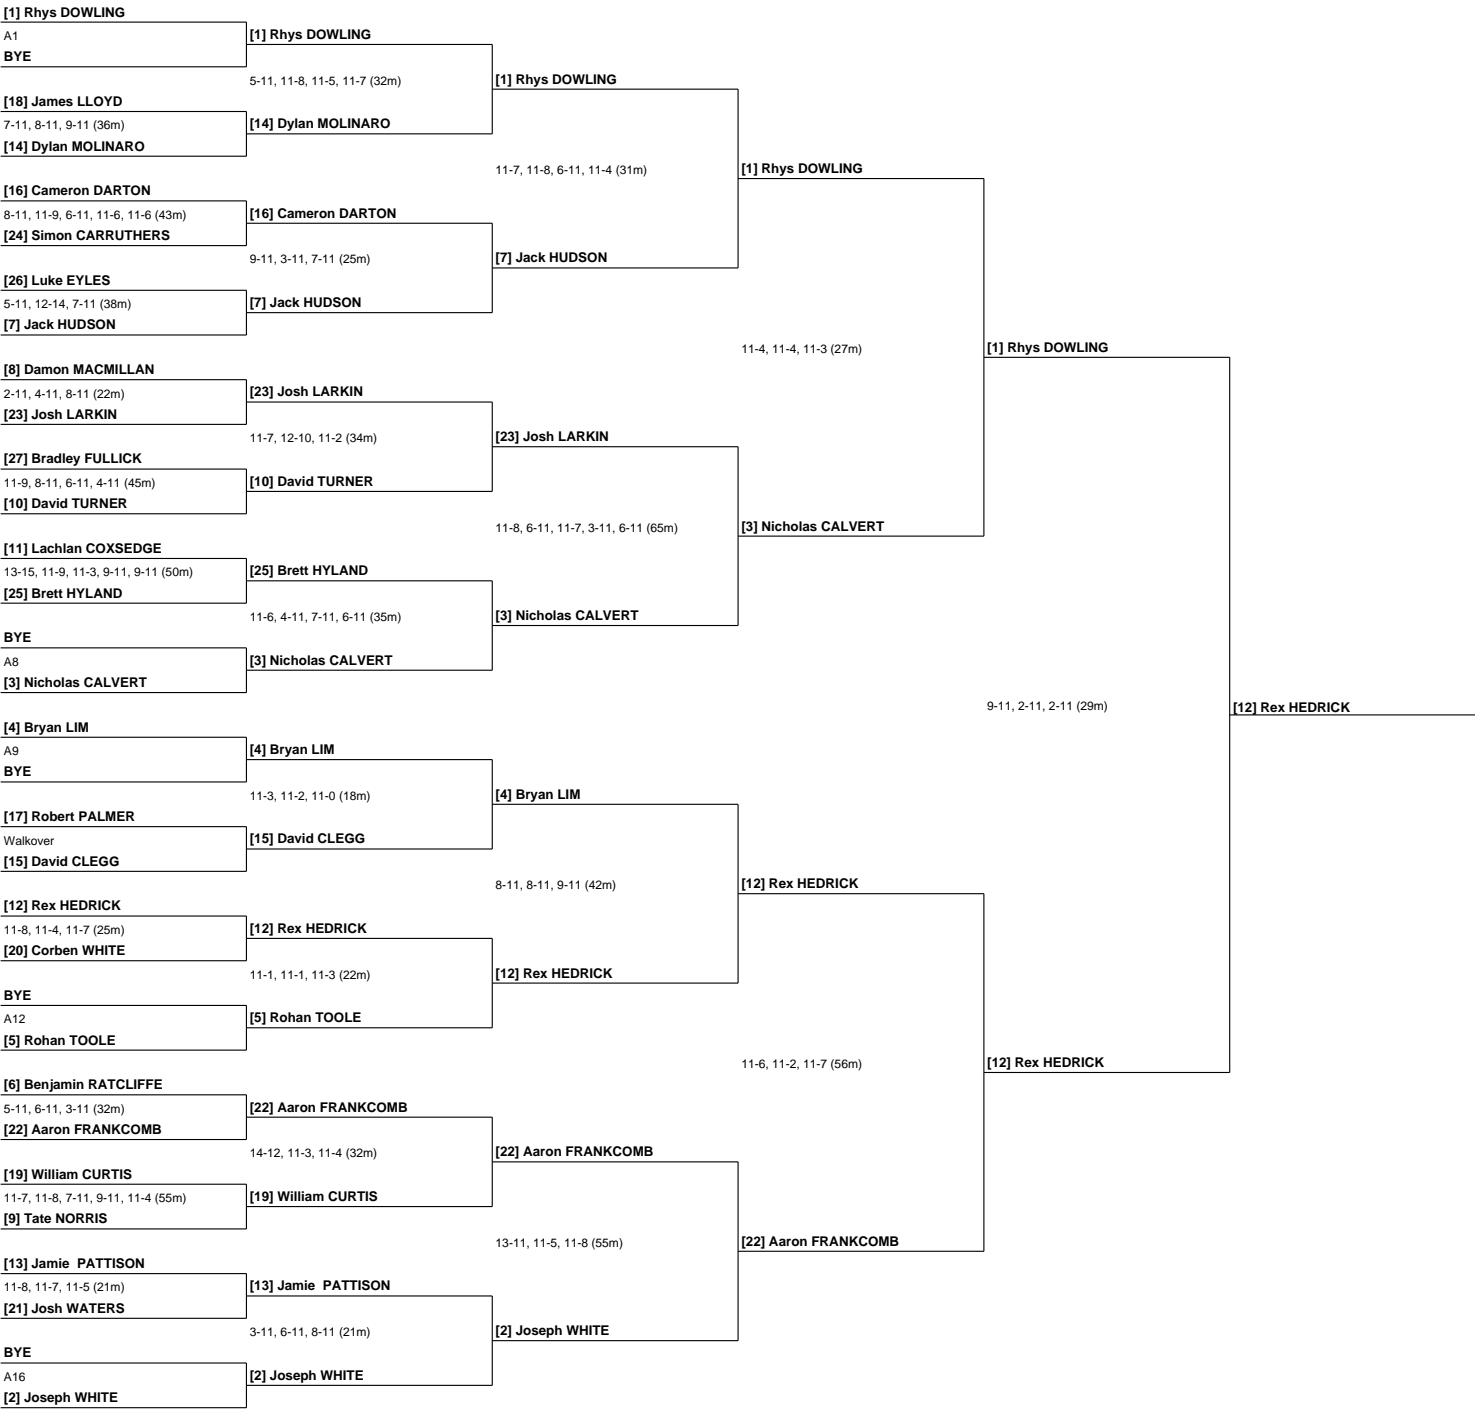 [1] Rhys DOWLING
A1
BYE
[18] James LLOYD
7-11, 8-11, 9-11 (36m)
[14] Dylan MOLINARO
[16] Cameron DARTON
8-11, 11-9, 6-11, 11-6, 11-6 (43m)
[24] Simon CARRUTHERS
[26] Luke EYLES
5-11, 12-14, 7-11 (38m)
[7] Jack HUDSON
[8] Damon MACMILLAN
2-11, 4-11, 8-11 (22m)
[23] Josh LARKIN
[27] Bradley FULLICK
11-9, 8-11, 6-11, 4-11 (45m)
[10] David TURNER
[11] Lachlan COXSEDGE
13-15, 11-9, 11-3, 9-11, 9-11 (50m)
[25] Brett HYLAND
BYE
A8
[3] Nicholas CALVERT
[4] Bryan LIM
A9
BYE
[17] Robert PALMER
Walkover
[15] David CLEGG
[12] Rex HEDRICK
11-8, 11-4, 11-7 (25m)
[20] Corben WHITE
BYE
A12
[5] Rohan TOOLE
[6] Benjamin RATCLIFFE
5-11, 6-11, 3-11 (32m)
[22] Aaron FRANKCOMB
[19] William CURTIS
11-7, 11-8, 7-11, 9-11, 11-4 (55m)
[9] Tate NORRIS
[13] Jamie  PATTISON
11-8, 11-7, 11-5 (21m)
[21] Josh WATERS
BYE
A16
[2] Joseph WHITE
[1] Rhys DOWLING
5-11, 11-8, 11-5, 11-7 (32m)
[14] Dylan MOLINARO
[16] Cameron DARTON
9-11, 3-11, 7-11 (25m)
[7] Jack HUDSON
[23] Josh LARKIN
11-7, 12-10, 11-2 (34m)
[10] David TURNER
[25] Brett HYLAND
11-6, 4-11, 7-11, 6-11 (35m)
[3] Nicholas CALVERT
[4] Bryan LIM
11-3, 11-2, 11-0 (18m)
[15] David CLEGG
[12] Rex HEDRICK
11-1, 11-1, 11-3 (22m)
[5] Rohan TOOLE
[22] Aaron FRANKCOMB
14-12, 11-3, 11-4 (32m)
[19] William CURTIS
[13] Jamie  PATTISON
3-11, 6-11, 8-11 (21m)
[2] Joseph WHITE
[1] Rhys DOWLING
11-7, 11-8, 6-11, 11-4 (31m)
[7] Jack HUDSON
[23] Josh LARKIN
11-8, 6-11, 11-7, 3-11, 6-11 (65m)
[3] Nicholas CALVERT
[4] Bryan LIM
8-11, 8-11, 9-11 (42m)
[12] Rex HEDRICK
[22] Aaron FRANKCOMB
13-11, 11-5, 11-8 (55m)
[2] Joseph WHITE
[1] Rhys DOWLING
11-4, 11-4, 11-3 (27m)
[3] Nicholas CALVERT
[12] Rex HEDRICK
11-6, 11-2, 11-7 (56m)
[22] Aaron FRANKCOMB
[1] Rhys DOWLING
9-11, 2-11, 2-11 (29m)
[12] Rex HEDRICK
[12] Rex HEDRICK